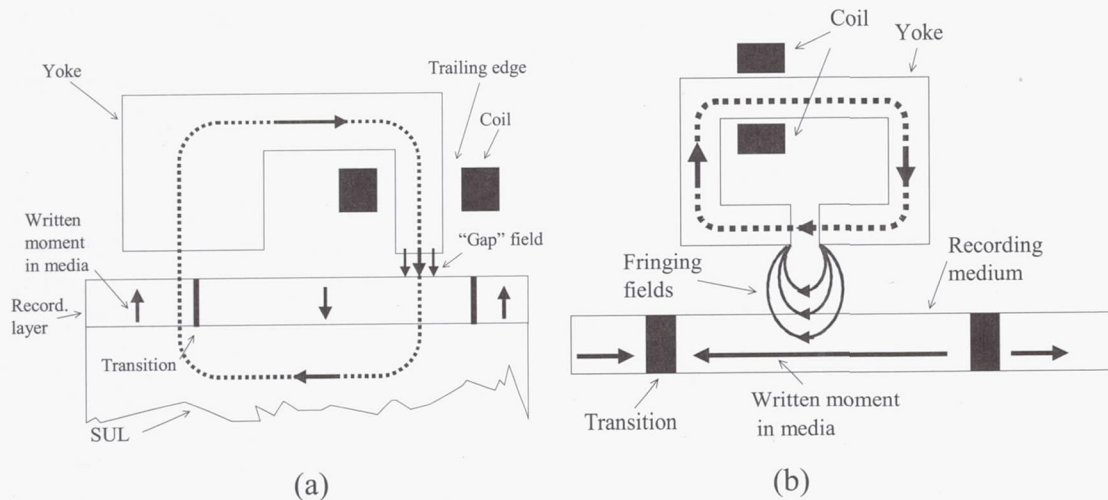 Yoke
Trailing edge
Coil
Written
moment
in media
"Gap" field
Record.
layer
Transition
SUL
(a)
Coil
Yoke
Fringing
fields
Recording
medium
Transition
Written moment
in media
(b)